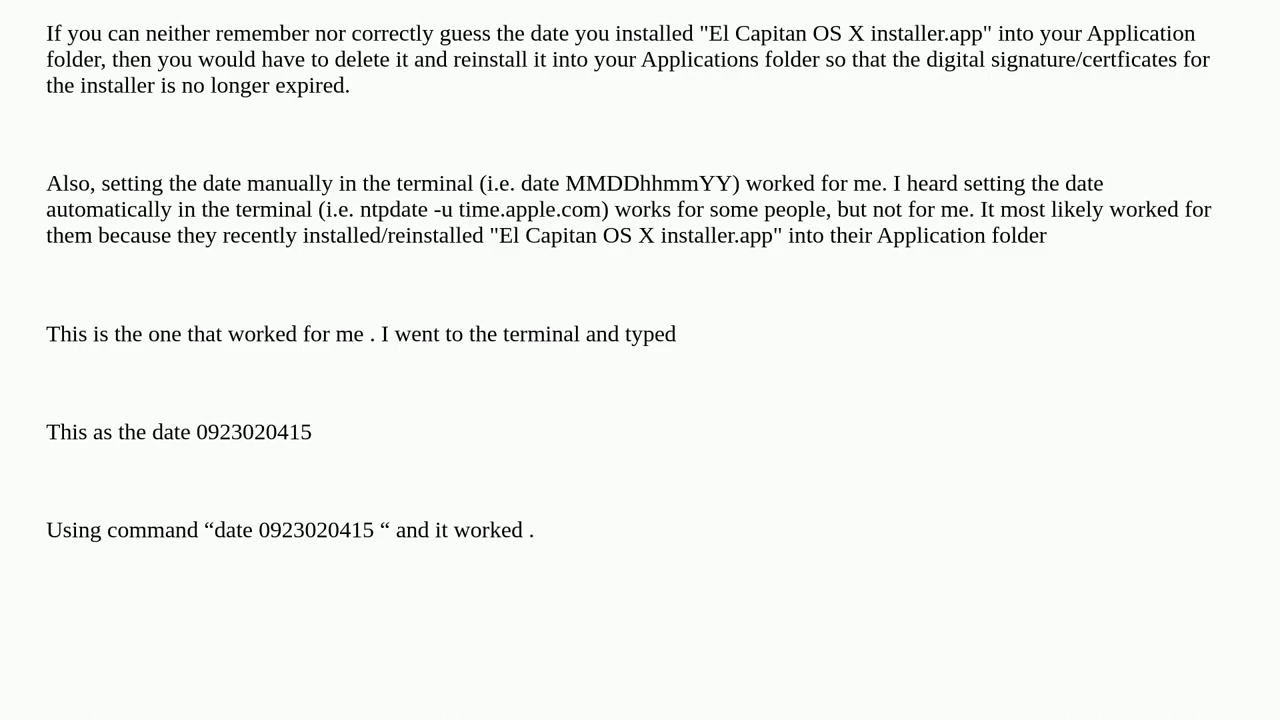 If you can neither remember nor correctly guess the date you installed "El Capitan OS X installer.app" into your Application
folder, then you would have to delete it and reinstall it into your Applications folder so that the digital signature/certficates for
the installer is no longer expired.
Also, setting the date manually in the terminal (i.e. date MMDDhhmmYY) worked for me. I heard setting the date
automatically in the terminal (i.e. ntpdate -u time.apple.com) works for some people, but not for me. It most likely worked for
them because they recently installed/reinstalled "El Capitan OS X installer.app" into their Application folder
This is the one that worked for me . I went to the terminal and typed
This as the date 0923020415
Using command “date 0923020415 “ and it worked .